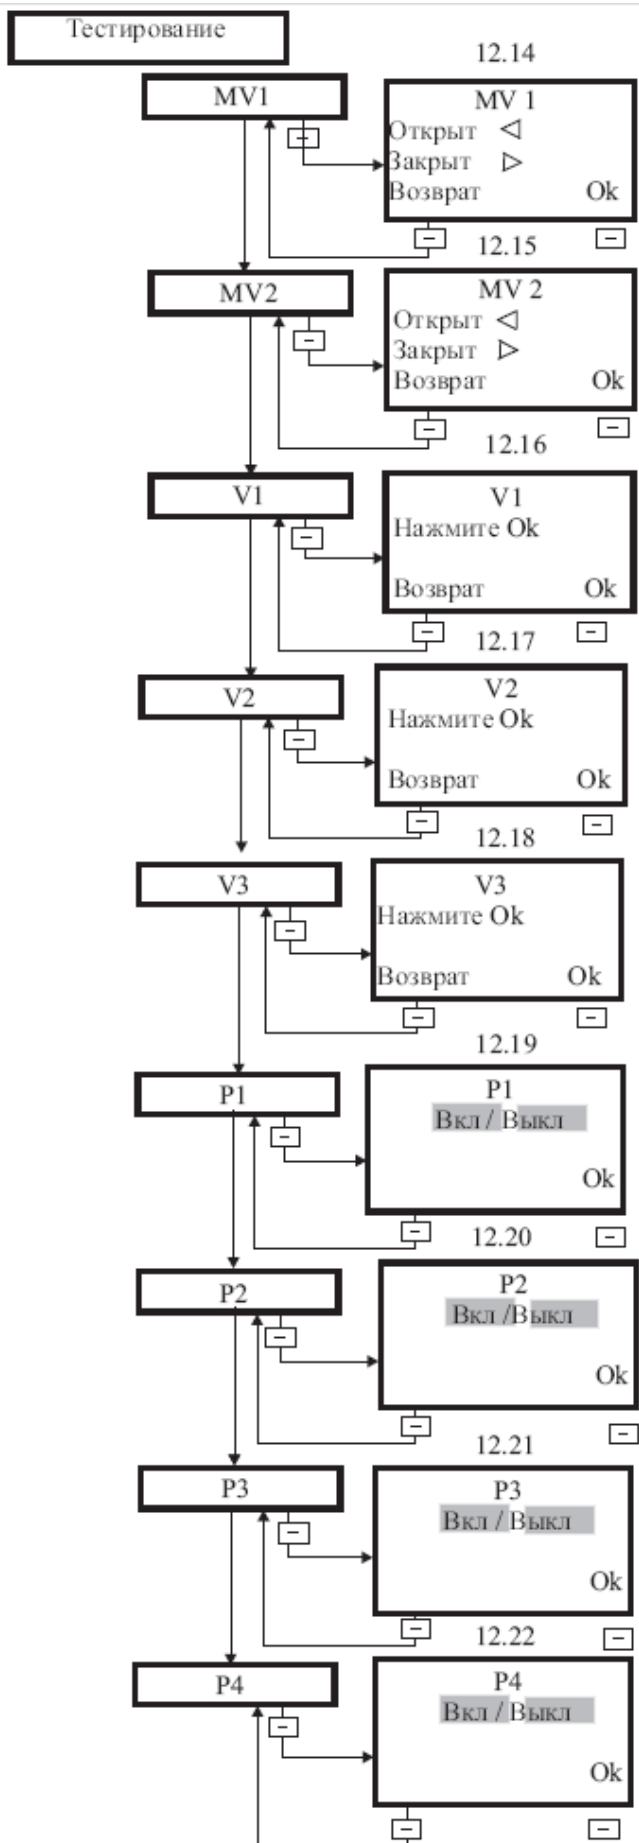 Тестирование
12.14
MV1
MV 1
Открыт ◁
Закрыт ▷
Возврат Ok
12.15
MV2
MV 2
Открыт ◁
Закрыт ▷
Возврат Ok
12.16
V1
V1
Нажмите Ok
Возврат Ok
12.17
V2
V2
Нажмите Ok
Возврат Ok
12.18
V3
V3
Нажмите Ok
Возврат Ok
12.19
P1
P1
Вкл / Выкл
Ok
12.20
P2
P2
Вкл /Выкл
Ok
12.21
P3
P3
Вкл / Выкл
Ok
12.22
P4
P4
Вкл / Выкл
Ok